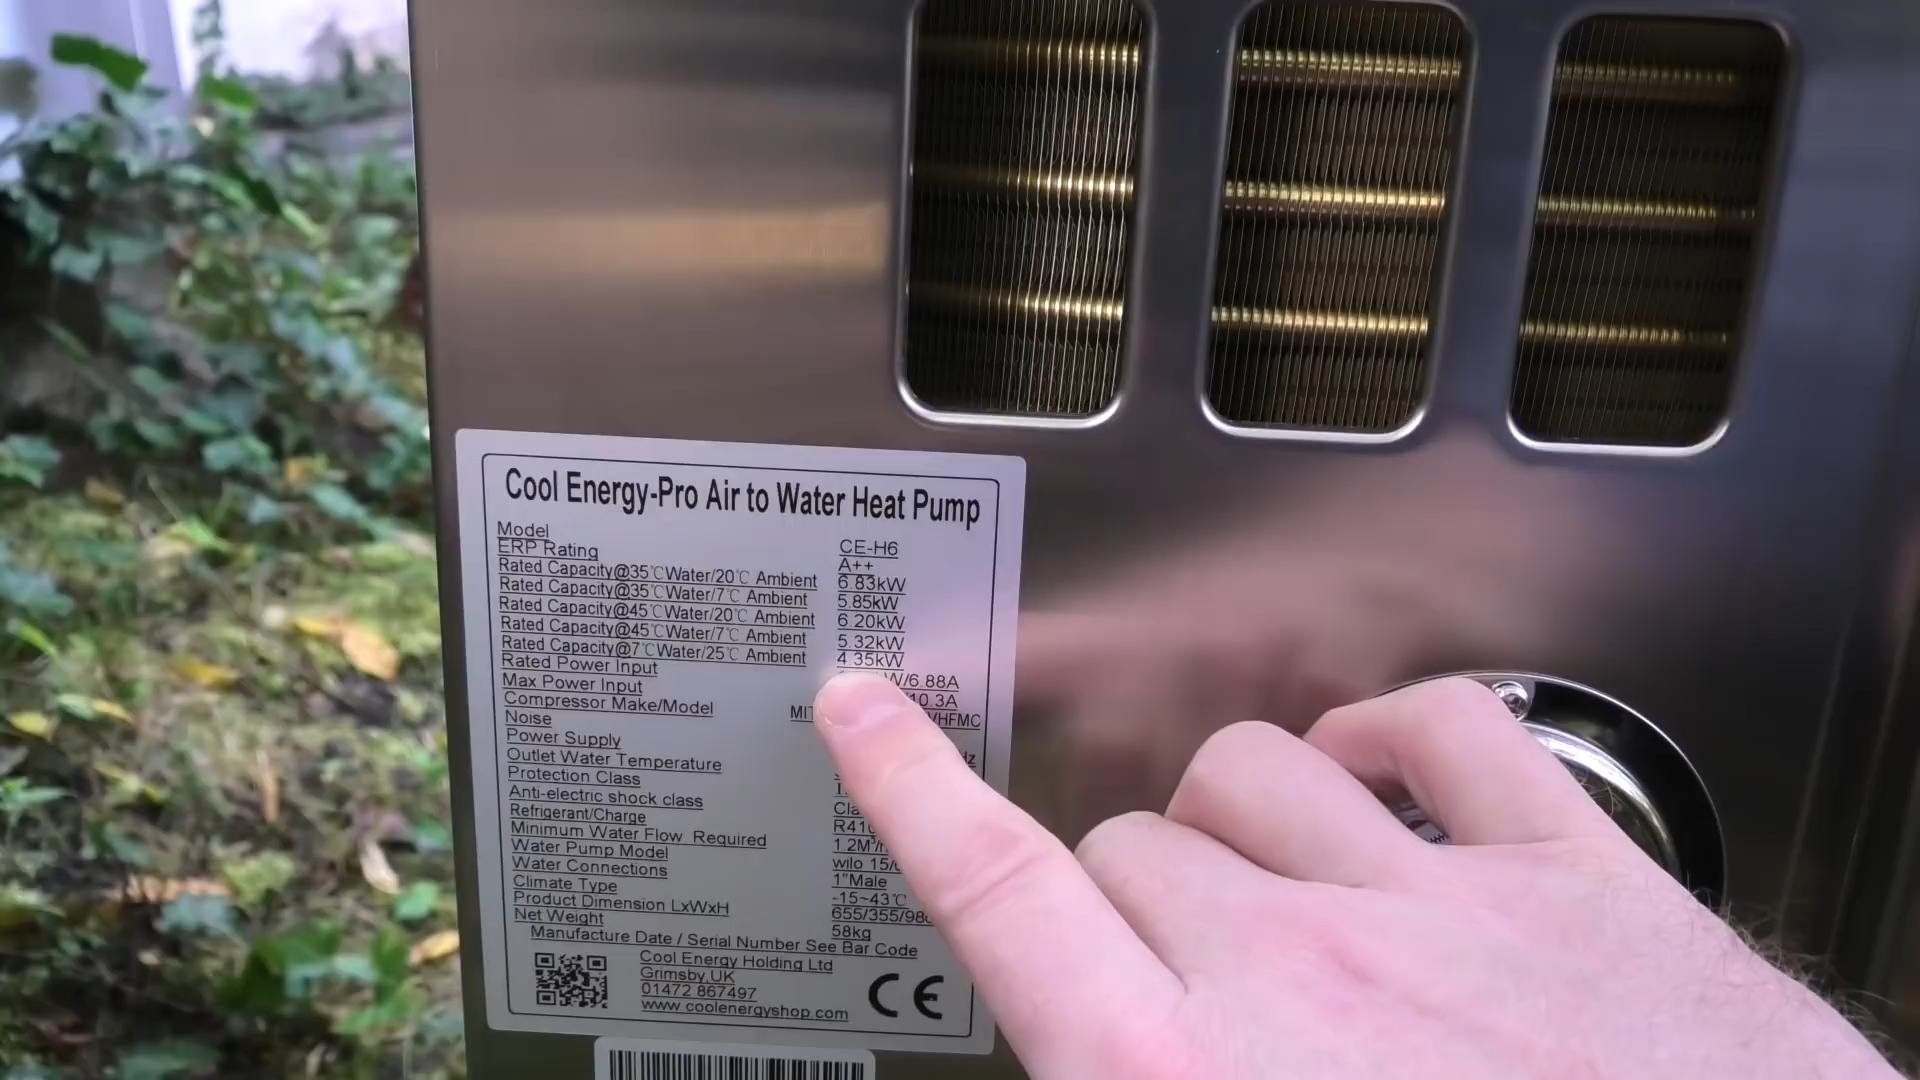 Cool Energy-Pro Air to Water Heat Pump
Model CE-H6
ERP Rating A++
Rated Capacity@35℃Water/20℃ Ambient 6.83kW
Rated Capacity@35℃Water/7℃ Ambient 5.85kW
Rated Capacity@45℃Water/20℃ Ambient 6.20kW
Rated Capacity@45℃Water/7℃ Ambient 5.32kW
Rated Capacity@7℃Water/25℃ Ambient 4.35kW
Rated Power Input W/6.88A
Max Power Input 10.3A
Compressor Make/Model
Noise
Power Supply
Outlet Water Temperature
Protection Class
Anti-electric shock class
Refrigerant/Charge
Minimum Water Flow Required
Water Pump Model wilo
Water Connections 1"Male
Climate Type -15~43℃
Product Dimension LxWxH
Net Weight 58kg
Manufacture Date / Serial Number See Bar Code
Cool Energy Holding Ltd
Grimsby,UK
01472 867497
www.coolenergyshop.com
CE